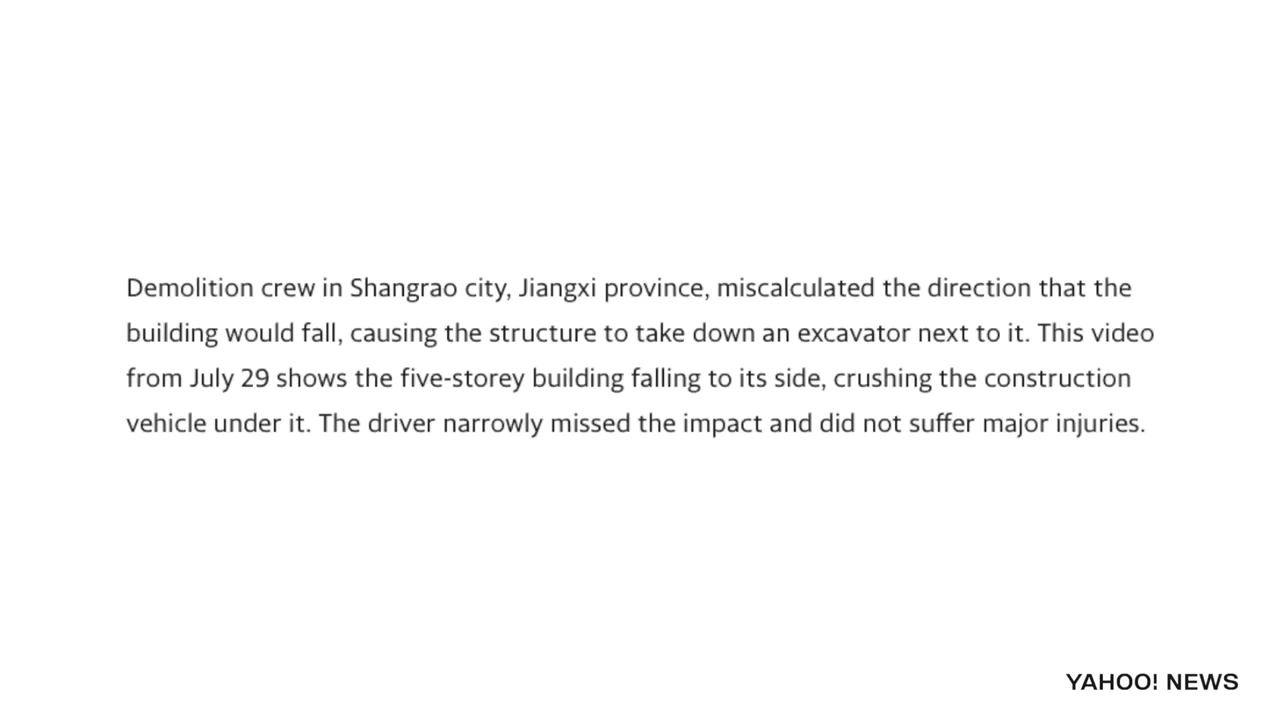 Demolition crew in Shangrao city, Jiangxi province, miscalculated the direction that the
building would fall, causing the structure to take down an excavator next to it. This video
from July 29 shows the five-storey building falling to its side, crushing the construction
vehicle under it. The driver narrowly missed the impact and did not suffer major injuries.
YAHOO! NEWS